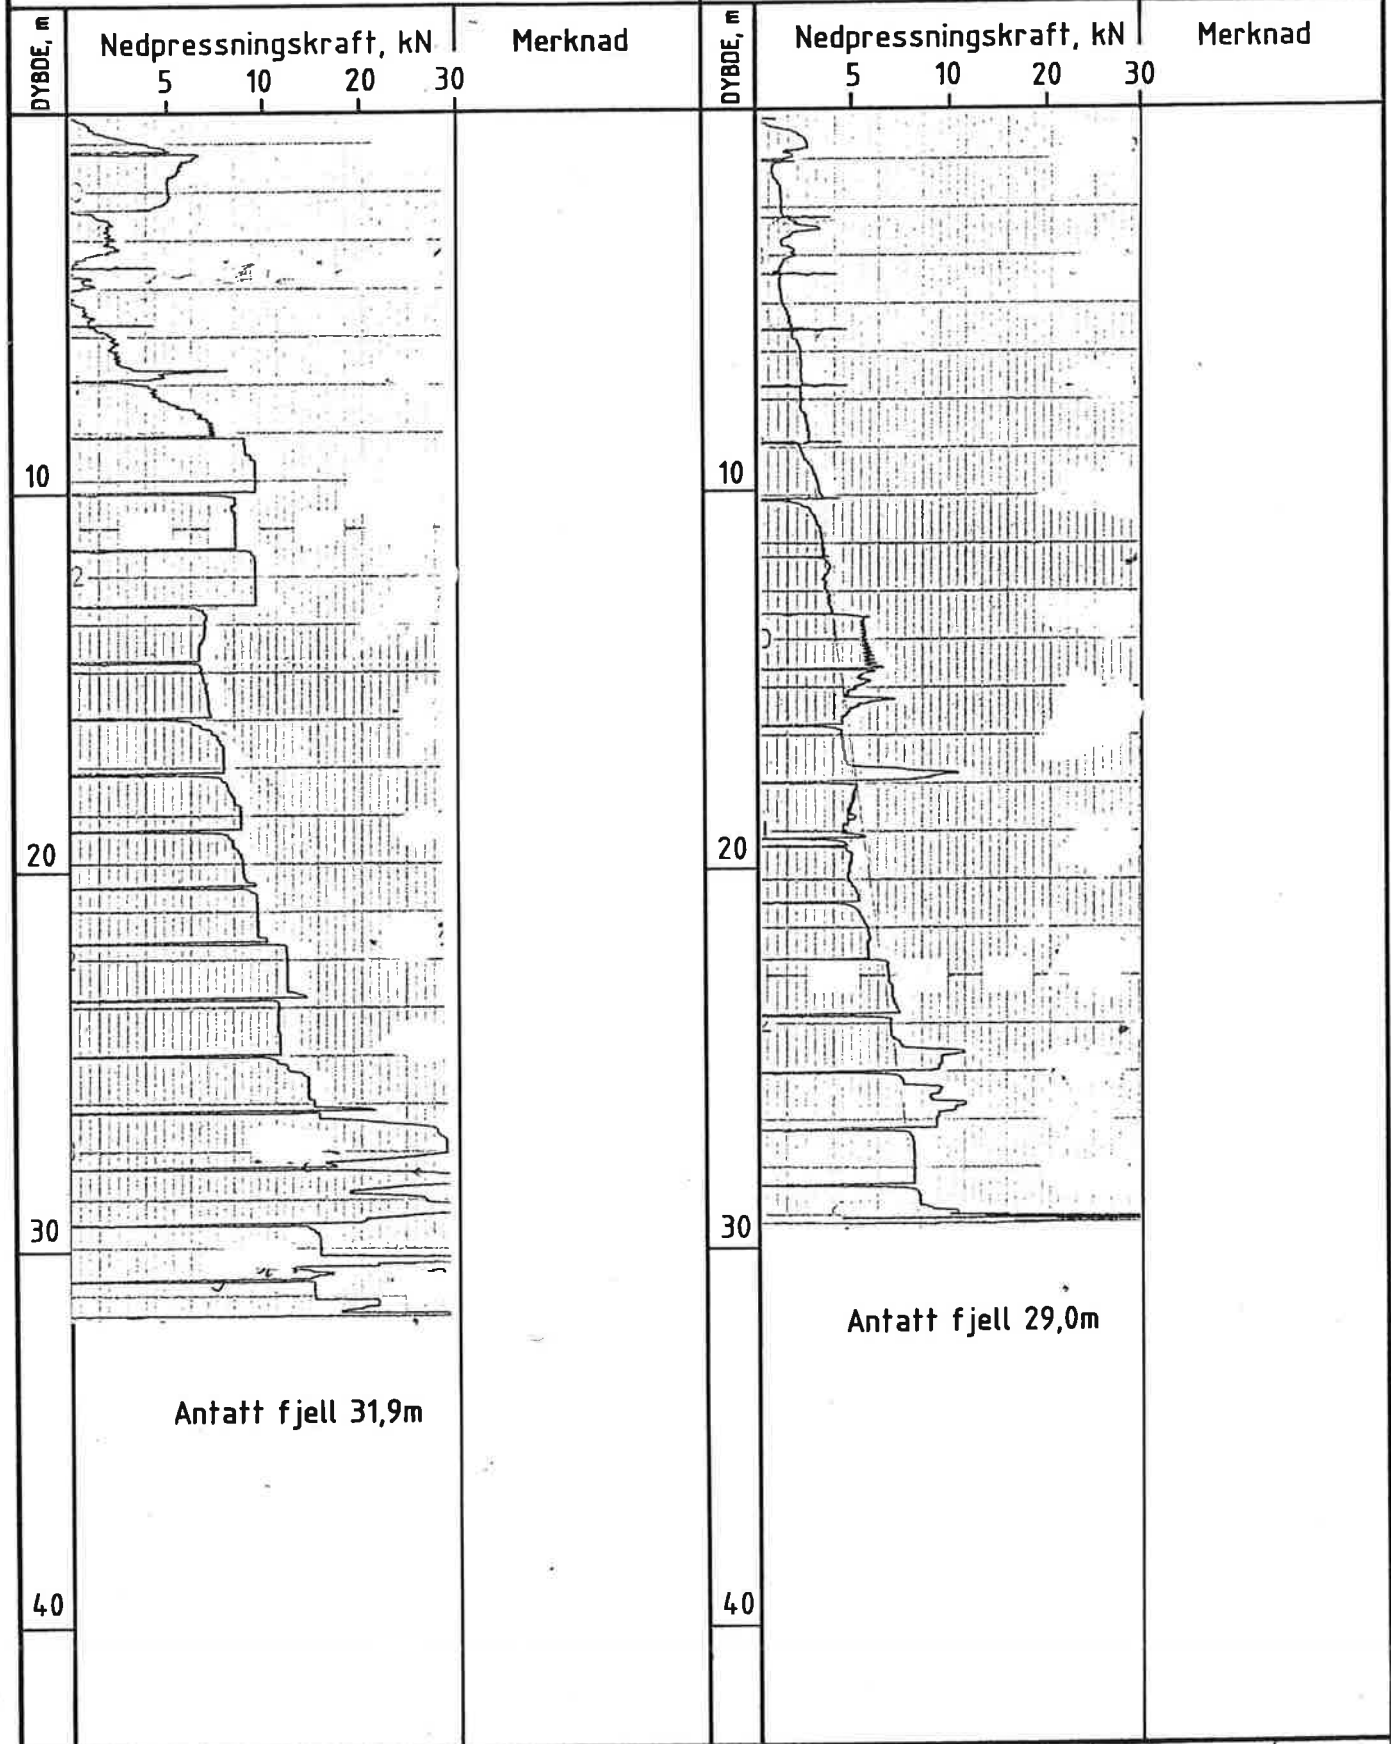 DYBDE, m
Nedpressningskraft, kN
Merknad
5 10 20 30
10
20
30
40
Antatt fjell 31,9m
DYBDE, m
Nedpressningskraft, kN
Merknad
5 10 20 30
10
20
30
40
Antatt fjell 29,0m